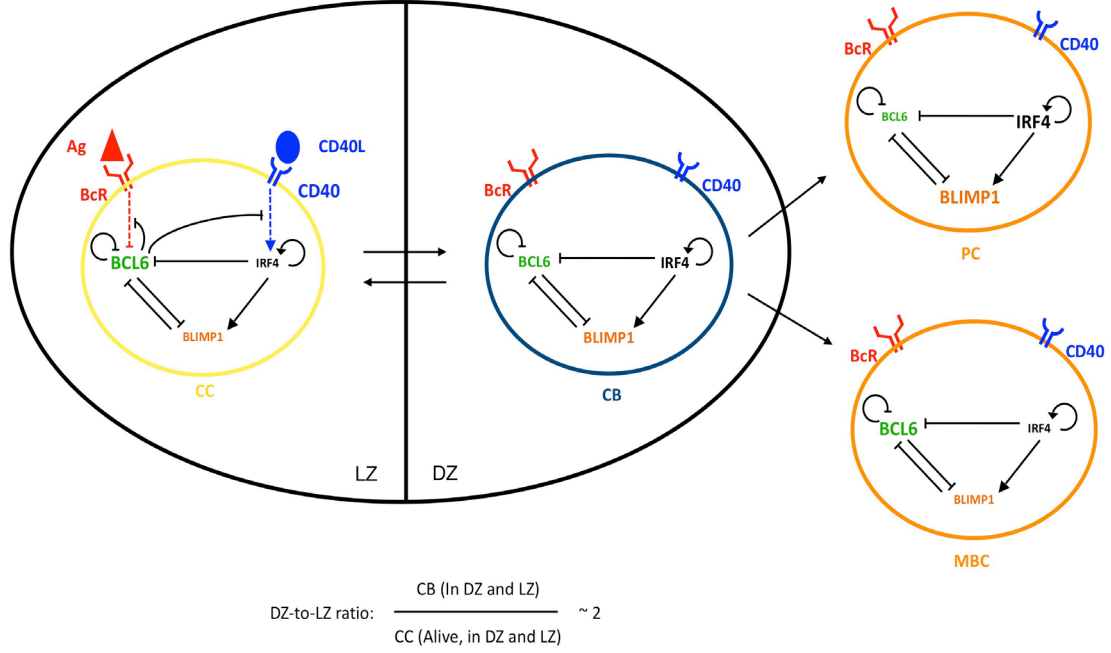 Ag
CD40L
BcR
CD40
BCL6
IRF4
BLIMP1
CC
LZ
BcR
CD40
BCL6
IRF4
BLIMP1
CB
DZ
BcR
CD40
BCL6
IRF4
BLIMP1
PC
BcR
CD40
BCL6
IRF4
BLIMP1
MBC
DZ-to-LZ ratio:
CB (In DZ and LZ)
CC (Alive, in DZ and LZ)
~ 2